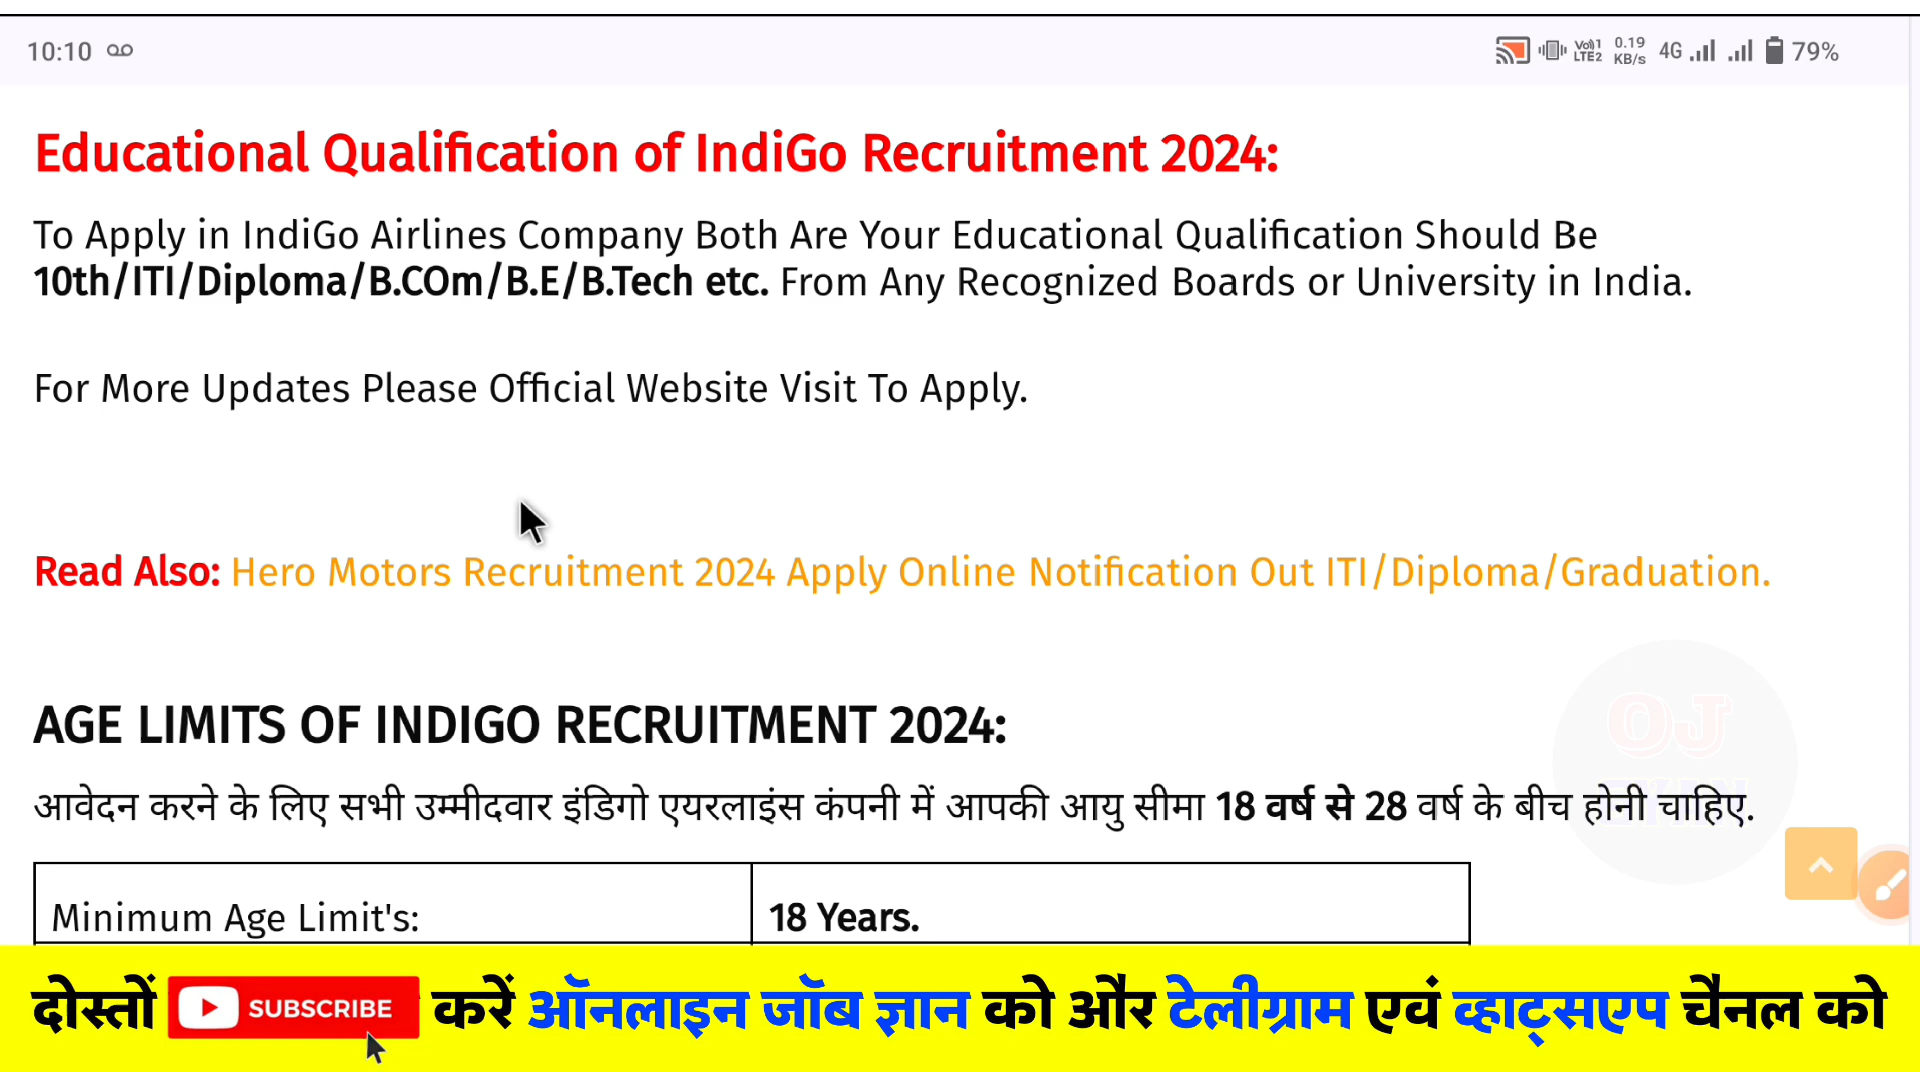 10:10
Vo)) 1 LTE2 0.19 KB/s 4G 79%
Educational Qualification of IndiGo Recruitment 2024:
To Apply in IndiGo Airlines Company Both Are Your Educational Qualification Should Be
10th/ITI/Diploma/B.COm/B.E/B.Tech etc. From Any Recognized Boards or University in India.
For More Updates Please Official Website Visit To Apply.
Read Also: Hero Motors Recruitment 2024 Apply Online Notification Out ITI/Diploma/Graduation.
OJ
AGE LIMITS OF INDIGO RECRUITMENT 2024:
आवेदन करने के लिए सभी उम्मीदवार इंडिगो एयरलाइंस कंपनी में आपकी आयु सीमा 18 वर्ष से 28 वर्ष के बीच होनी चाहिए.
Minimum Age Limit's: 18 Years.
दोस्तों SUBSCRIBE करें ऑनलाइन जॉब ज्ञान को और टेलीग्राम एवं व्हाट्सएप चैनल को